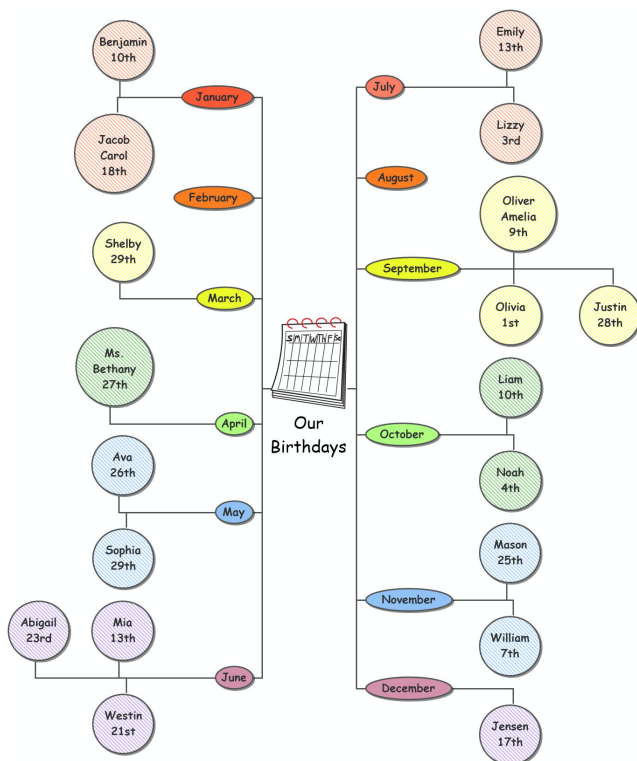 Benjamin
10th
January
Jacob
Carol
18th
February
Shelby
29th
March
Ms.
Bethany
27th
April
Ava
26th
May
Sophia
29th
Abigail
23rd
Mia
13th
June
Westin
21st
S M T W Th F Sa
Our
Birthdays
Emily
13th
July
Lizzy
3rd
August
Oliver
Amelia
9th
September
Olivia
1st
Justin
28th
Liam
10th
October
Noah
4th
Mason
25th
November
William
7th
December
Jensen
17th